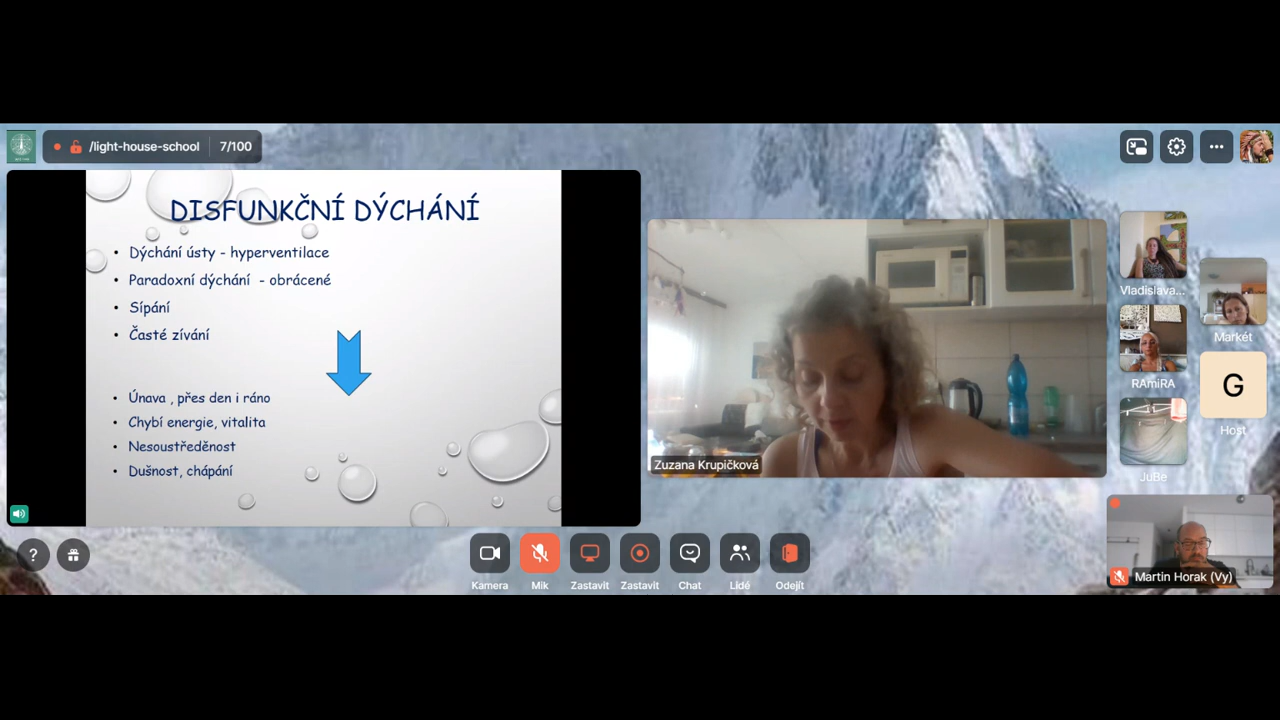 /light-house-school 7/100
DISFUNKČNÍ DÝCHÁNÍ
• Dýchání ústy - hyperventilace
• Paradoxní dýchání - obrácené
• Sípání
• Časté zívání
• Únava , přes den i ráno
• Chybí energie, vitalita
• Nesoustředěnost
• Dušnost, chápání
Zuzana Krupičková
Vladislava...
Markét
RAmiRA
G
Host
JuBe
Martin Horak (Vy)
?
Kamera Mik Zastavit Zastavit Chat Lidé Odejít